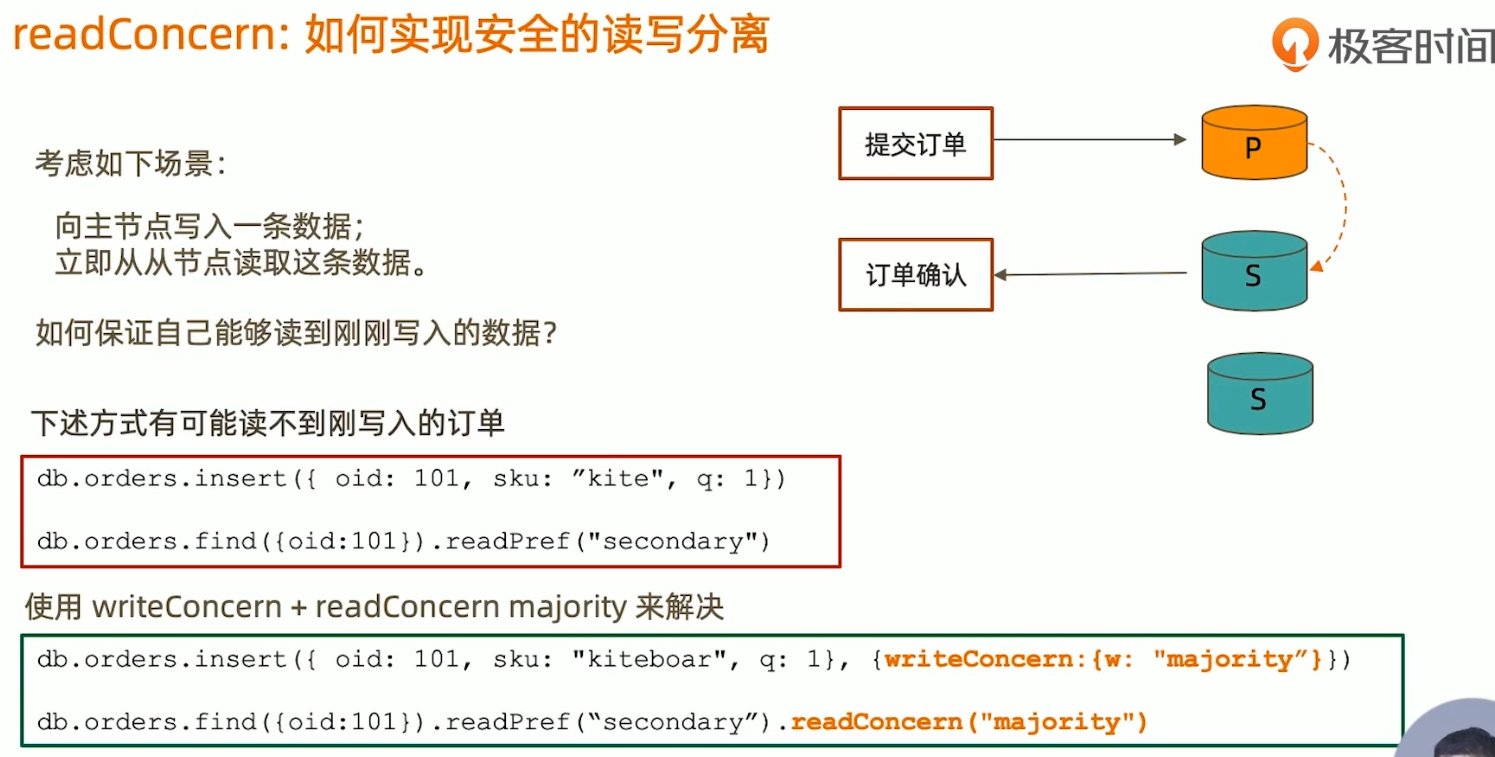 readConcern: 如何实现安全的读写分离
极客时间
考虑如下场景：
向主节点写入一条数据；
立即从从节点读取这条数据。
如何保证自己能够读到刚刚写入的数据？
提交订单
P
订单确认
S
S
下述方式有可能读不到刚写入的订单
db.orders.insert({ oid: 101, sku: ”kite", q: 1})
db.orders.find({oid:101}).readPref("secondary")
使用 writeConcern + readConcern majority 来解决
db.orders.insert({ oid: 101, sku: "kiteboar", q: 1}, {writeConcern:{w: "majority”}})
db.orders.find({oid:101}).readPref(“secondary”).readConcern("majority")